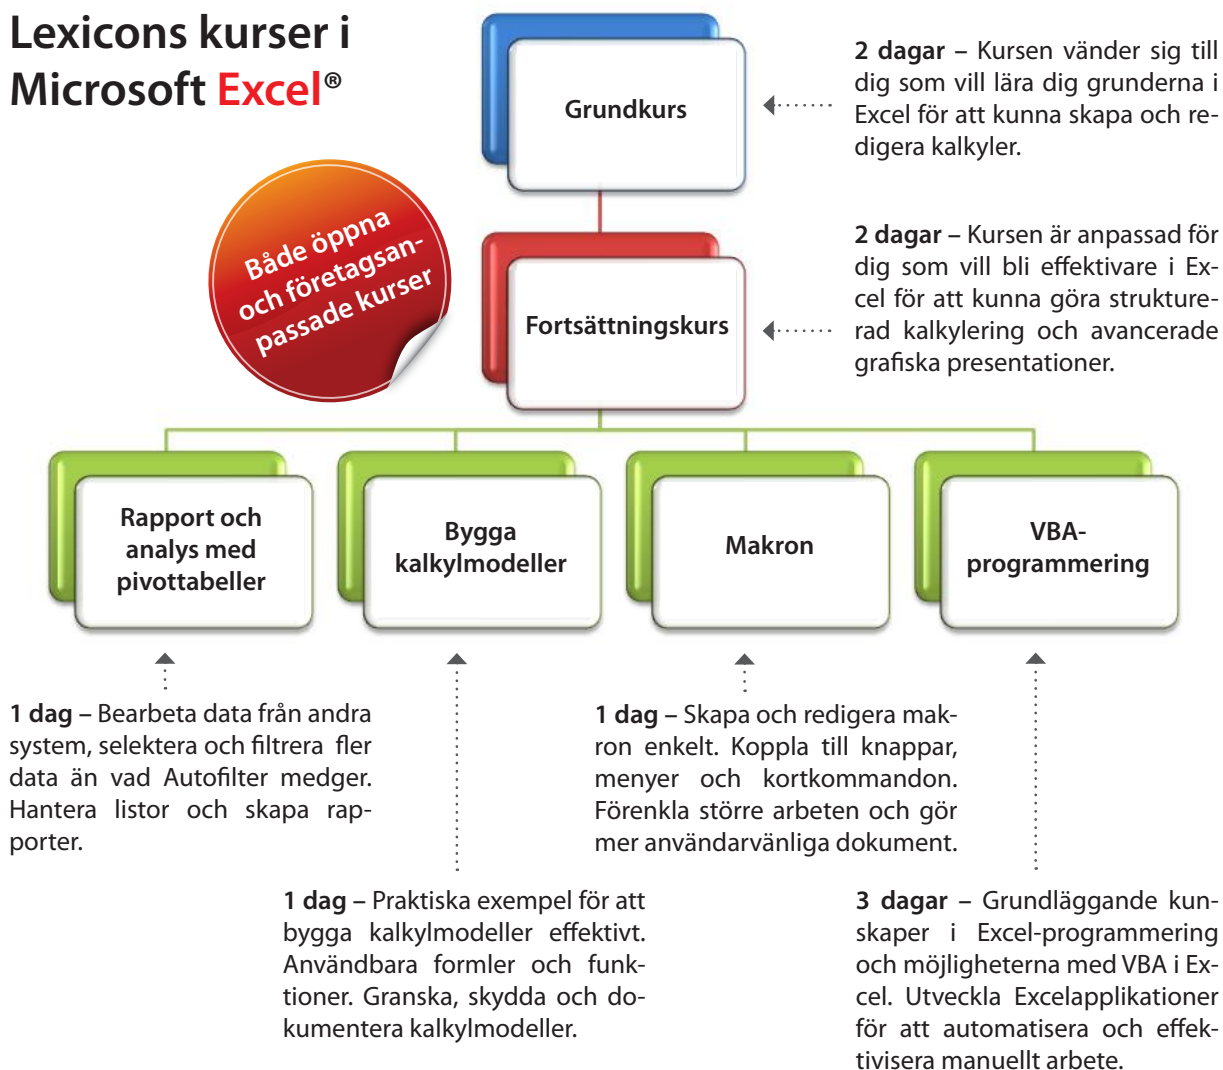 Lexicons kurser i
Microsoft Excel®
Grundkurs
2 dagar – Kursen vänder sig till
dig som vill lära dig grunderna i
Excel för att kunna skapa och re-
digera kalkyler.
Både öppna
och företagsan-
passade kurser
Fortsättningskurs
2 dagar – Kursen är anpassad för
dig som vill bli effektivare i Ex-
cel för att kunna göra strukture-
rad kalkylering och avancerade
grafiska presentationer.
Rapport och
analys med
pivottabeller
Bygga
kalkylmodeller
Makron
VBA-
programmering
1 dag – Bearbeta data från andra
system, selektera och filtrera fler
data än vad Autofilter medger.
Hantera listor och skapa rap-
porter.
1 dag – Praktiska exempel för att
bygga kalkylmodeller effektivt.
Användbara formler och funk-
tioner. Granska, skydda och do-
kumentera kalkylmodeller.
1 dag – Skapa och redigera mak-
ron enkelt. Koppla till knappar,
menyer och kortkommandon.
Förenkla större arbeten och gör
mer användarvänliga dokument.
3 dagar – Grundläggande kun-
skaper i Excel-programmering
och möjligheterna med VBA i Ex-
cel. Utveckla Excelapplikationer
för att automatisera och effek-
tivisera manuellt arbete.